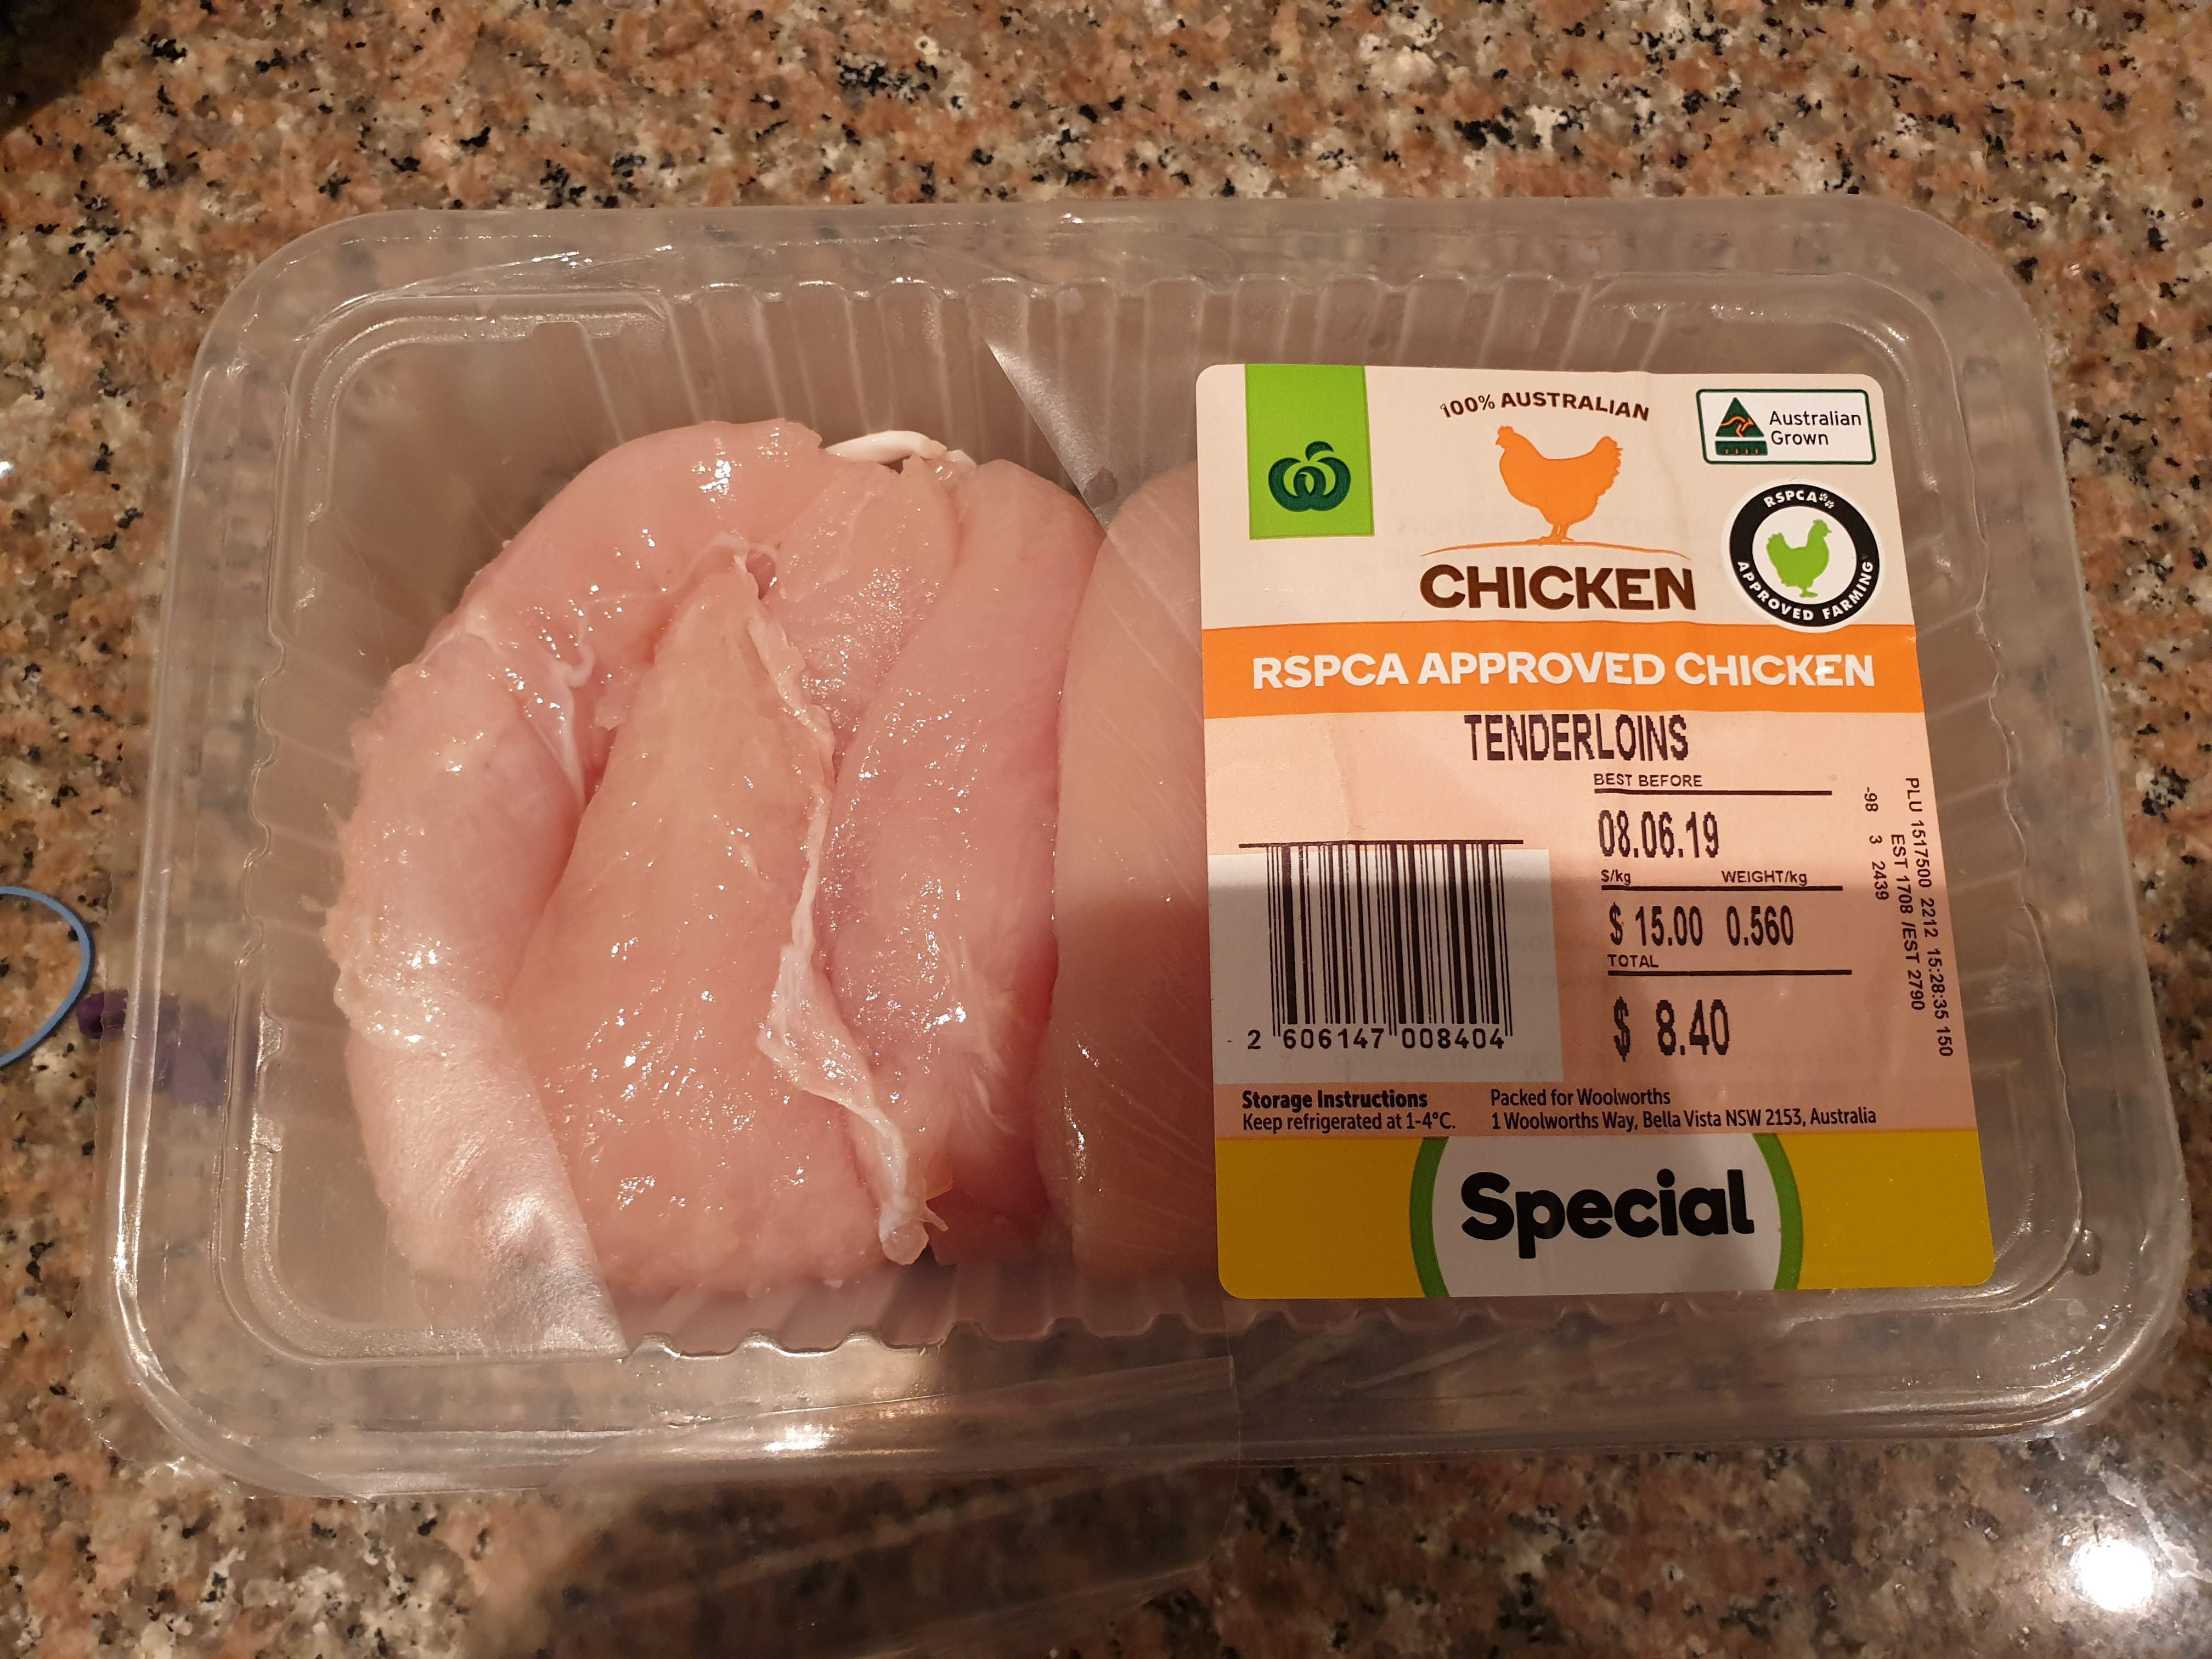 100% AUSTRALIAN
Australian
Grown
RSPCA
APPROVED FARMING
CHICKEN
RSPCA APPROVED CHICKEN
TENDERLOINS
BEST BEFORE
08.06.19
$/kg WEIGHT/kg
$ 15.00 0.560
TOTAL
$ 8.40
2 606147 008404
PLU 1517500 2212 15:28:35 150
EST 1708 /EST 2790
-98 3 2439
Storage Instructions
Keep refrigerated at 1-4°C.
Packed for Woolworths
1 Woolworths Way, Bella Vista NSW 2153, Australia
Special